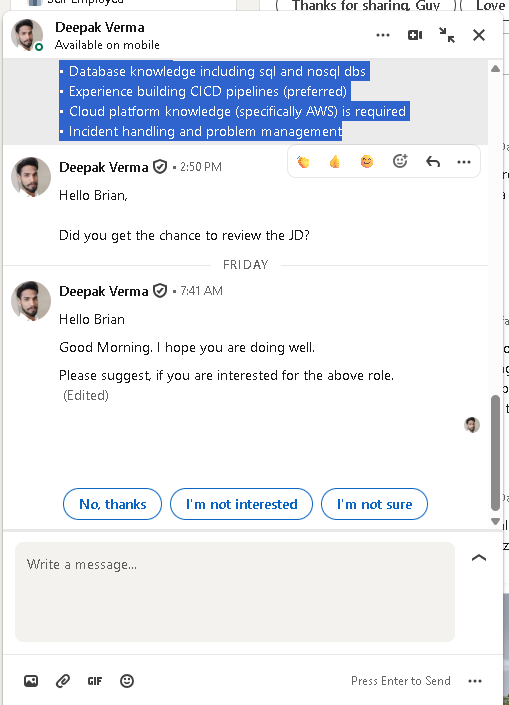 Self Employed
Thanks for sharing, Guy
Love
Deepak Verma
Available on mobile
▪ Database knowledge including sql and nosql dbs
▪ Experience building CICD pipelines (preferred)
▪ Cloud platform knowledge (specifically AWS) is required
▪ Incident handling and problem management
Deepak Verma • 2:50 PM
Hello Brian,
Did you get the chance to review the JD?
FRIDAY
Deepak Verma • 7:41 AM
Hello Brian
Good Morning. I hope you are doing well.
Please suggest, if you are interested for the above role.
(Edited)
No, thanks
I'm not interested
I'm not sure
Write a message...
GIF
Press Enter to Send